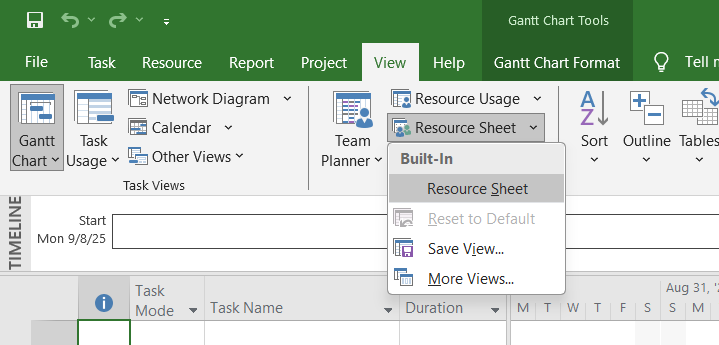 Gantt Chart Tools
File Task Resource Report Project View Help Gantt Chart Format Tell m
Gantt Chart
Task Usage
Network Diagram
Calendar
Other Views
Task Views
Team Planner
Resource Usage
Resource Sheet
Built-In
Resource Sheet
Reset to Default
Save View...
More Views...
Sort
Outline
Tables
TIMELINE
Start
Mon 9/8/25
Task Mode
Task Name
Duration
Aug 31, '
M T W T F S S M T W